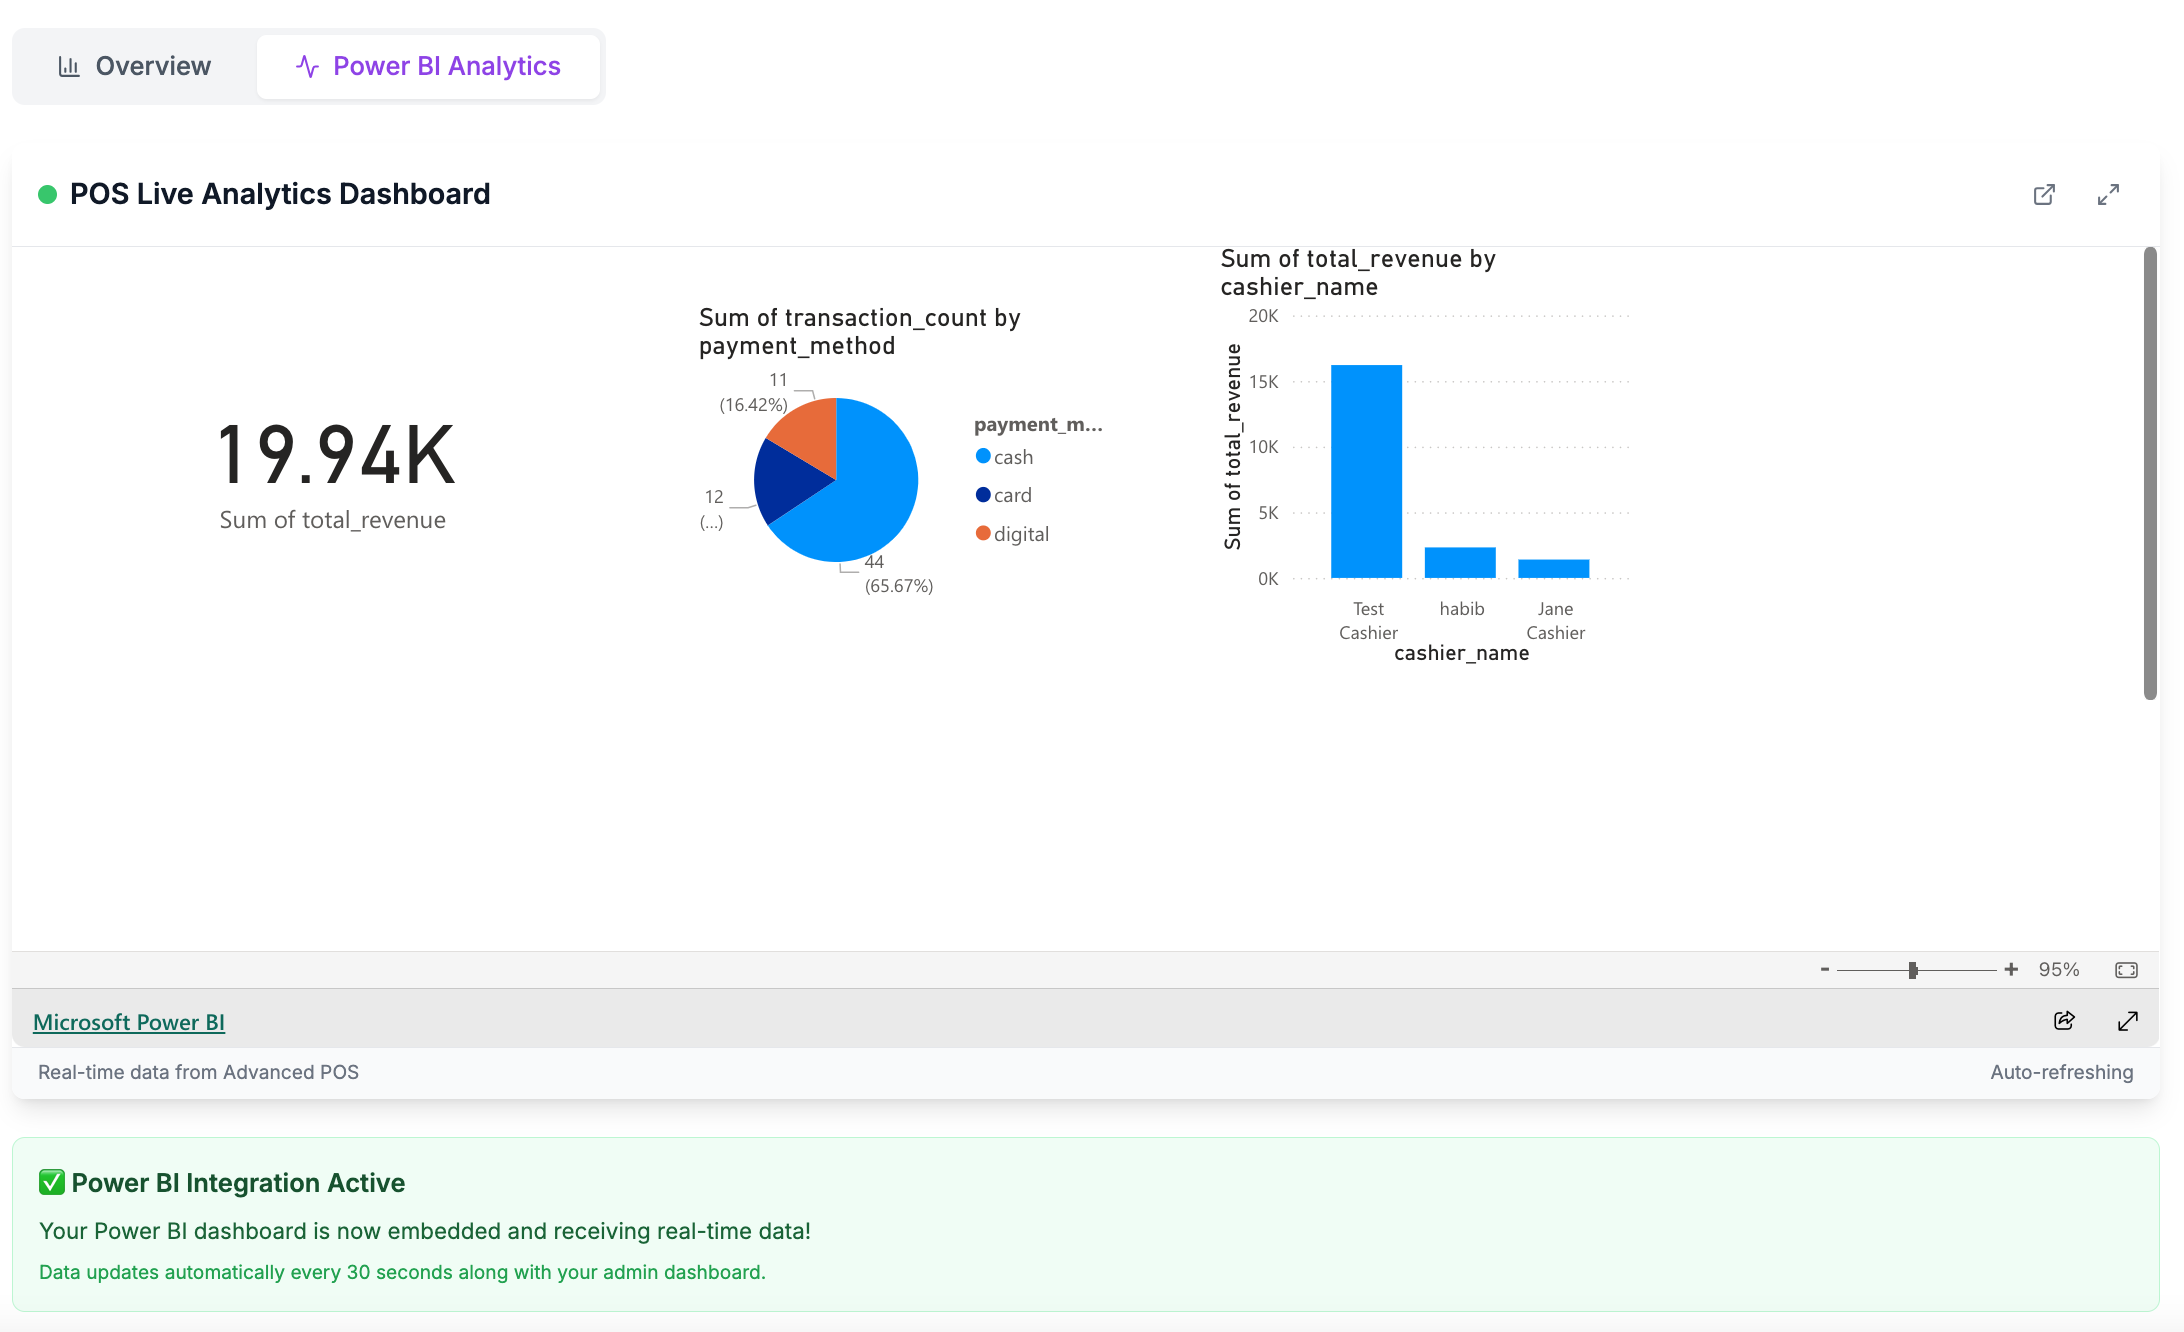 Overview
Power BI Analytics
POS Live Analytics Dashboard
19.94K
Sum of total_revenue
Sum of transaction_count by
payment_method
11
(16.42%)
12
(...)
44
(65.67%)
payment_m...
cash
card
digital
Sum of total_revenue by
cashier_name
Sum of total_revenue
20K
15K
10K
5K
0K
Test
Cashier
habib
Jane
Cashier
cashier_name
- + 95%
Microsoft Power BI
Real-time data from Advanced POS
Auto-refreshing
✅ Power BI Integration Active
Your Power BI dashboard is now embedded and receiving real-time data!
Data updates automatically every 30 seconds along with your admin dashboard.